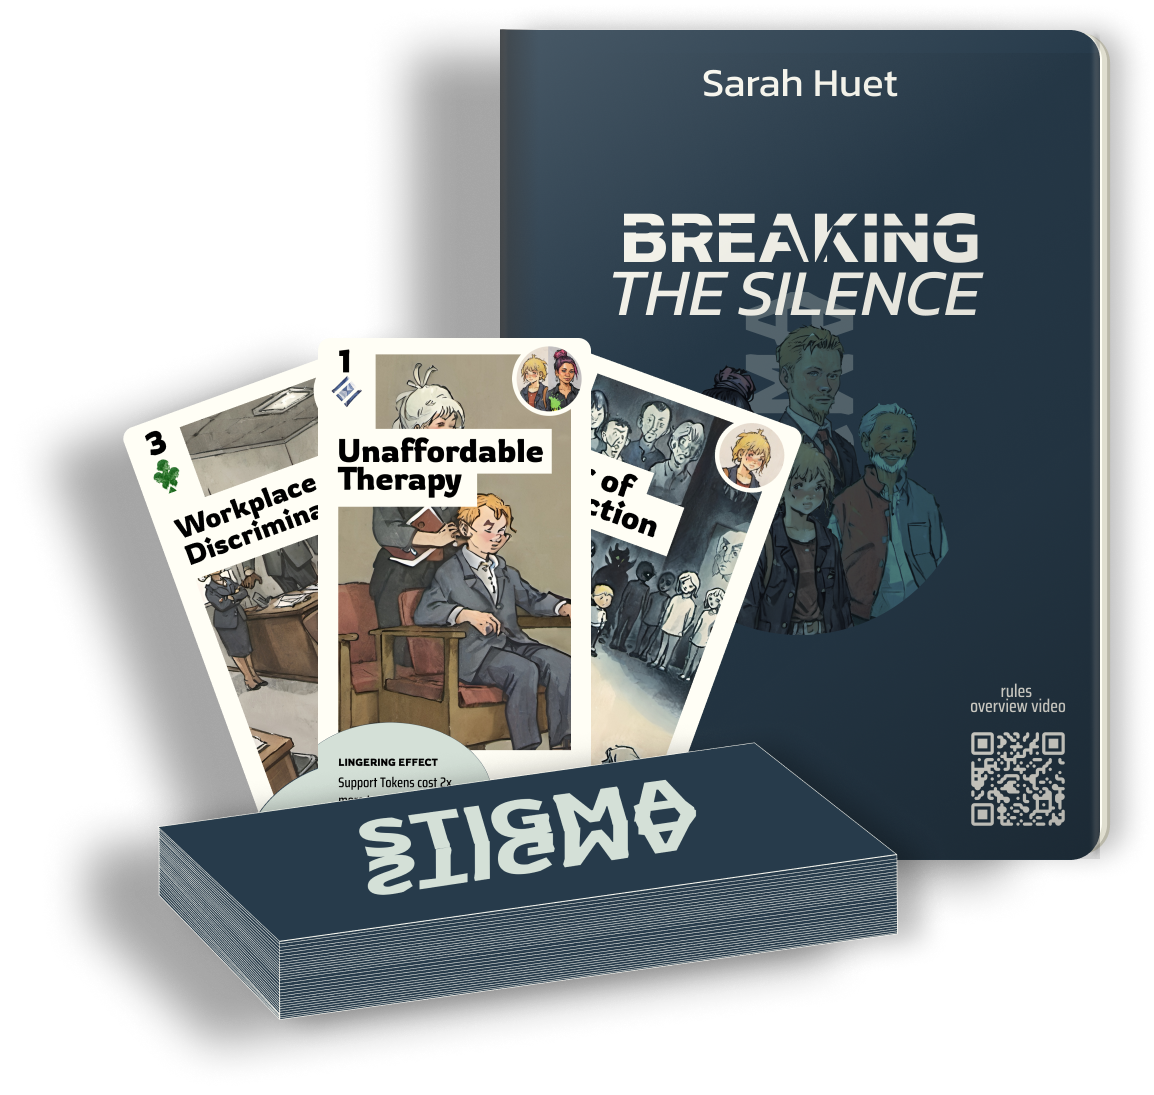 Sarah Huet
BREAKING
THE SILENCE
3
Workplace
1
Unaffordable
Therapy
of
LINGERING EFFECT
Support Tokens cost 2x
STIGMA
rules
overview video